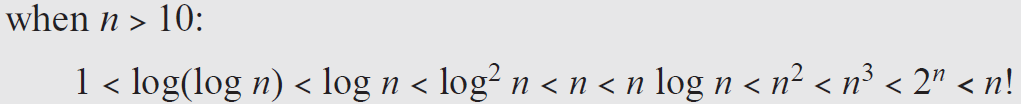 when n > 10:
1 < log(log n) < log n < log² n < n < n log n < n² < n³ < 2ⁿ < n!